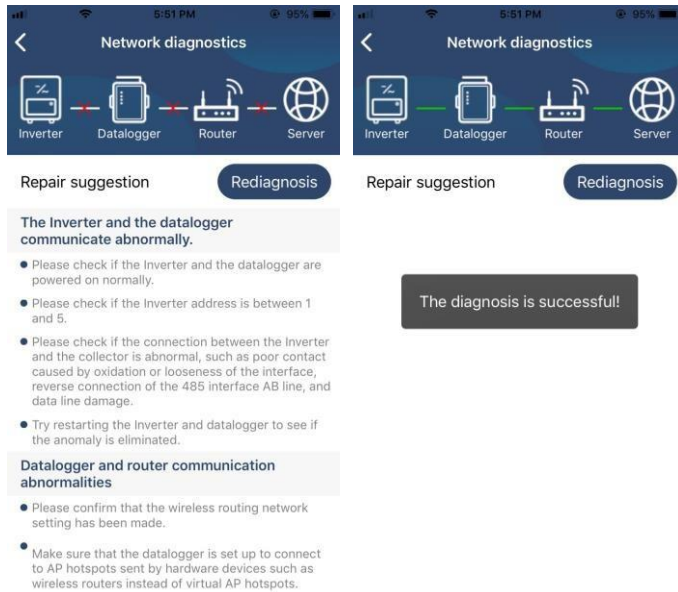 5:51 PM
95%
Network diagnostics
Inverter
Datalogger
Router
Server
Repair suggestion
Rediagnosis
The Inverter and the datalogger
communicate abnormally.
Please check if the Inverter and the datalogger are
powered on normally.
Please check if the Inverter address is between 1
and 5.
Please check if the connection between the Inverter
and the collector is abnormal, such as poor contact
caused by oxidation or looseness of the interface,
reverse connection of the 485 interface AB line, and
data line damage.
Try restarting the Inverter and datalogger to see if
the anomaly is eliminated.
Datalogger and router communication
abnormalities
Please confirm that the wireless routing network
setting has been made.
Make sure that the datalogger is set up to connect
to AP hotspots sent by hardware devices such as
wireless routers instead of virtual AP hotspots.
5:51 PM
95%
Network diagnostics
Inverter
Datalogger
Router
Server
Repair suggestion
Rediagnosis
The diagnosis is successful!